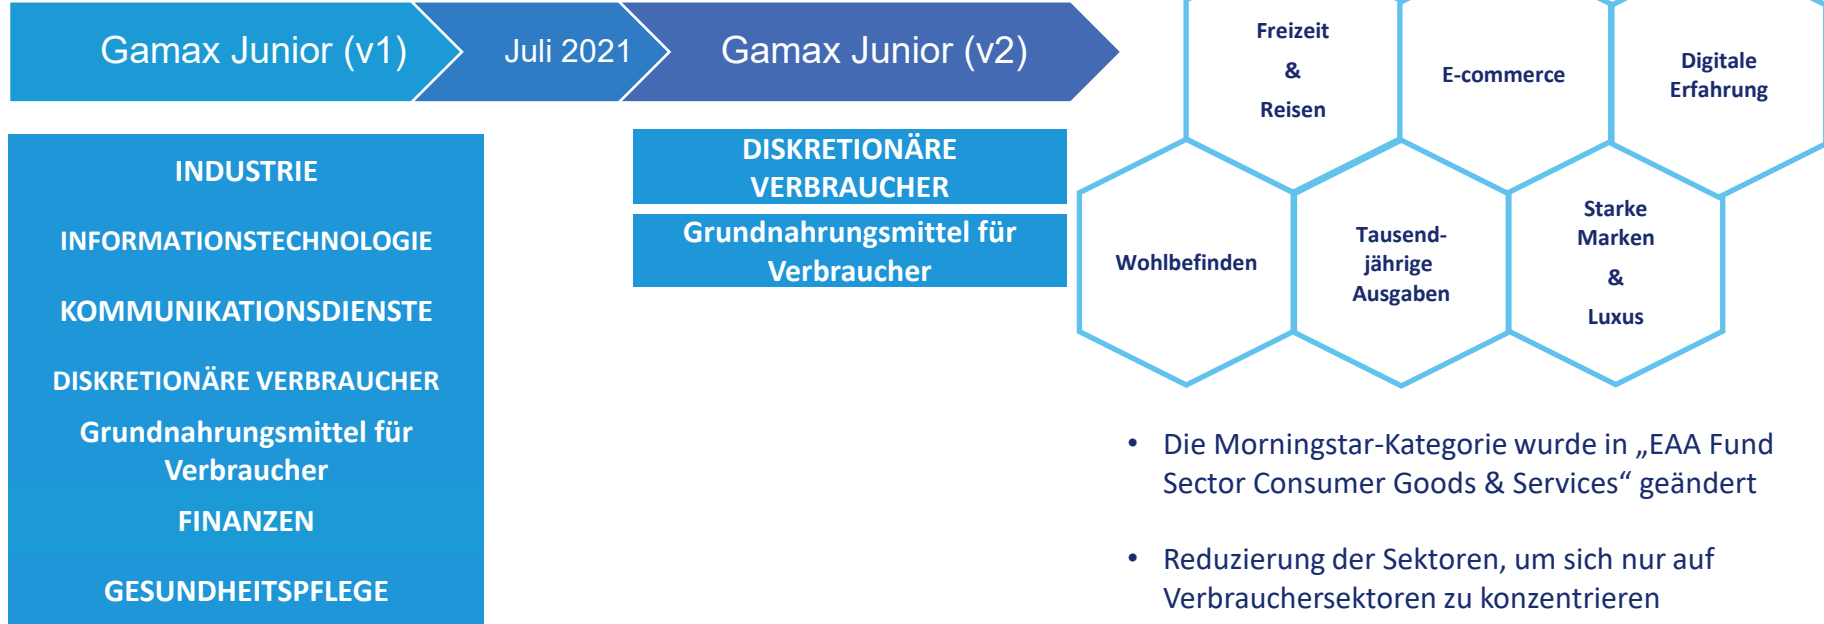 Gamax Junior (v1)
Juli 2021
Gamax Junior (v2)
INDUSTRIE
INFORMATIONSTECHNOLOGIE
KOMMUNIKATIONSDIENSTE
DISKRETIONÄRE VERBRAUCHER
Grundnahrungsmittel für
Verbraucher
FINANZEN
GESUNDHEITSPFLEGE
DISKRETIONÄRE
VERBRAUCHER
Grundnahrungsmittel für
Verbraucher
Freizeit
&
Reisen
E-commerce
Digitale
Erfahrung
Wohlbefinden
Tausend-
jährige
Ausgaben
Starke
Marken
&
Luxus
• Die Morningstar-Kategorie wurde in „EAA Fund
Sector Consumer Goods & Services“ geändert
• Reduzierung der Sektoren, um sich nur auf
Verbrauchersektoren zu konzentrieren